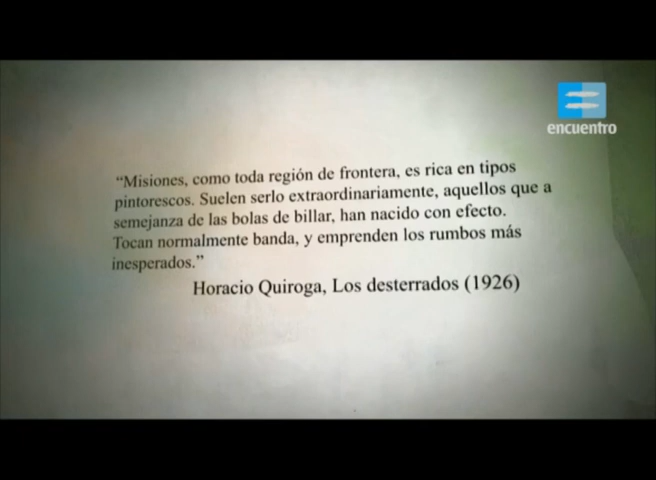 encuentro
“Misiones, como toda región de frontera, es rica en tipos
pintorescos. Suelen serlo extraordinariamente, aquellos que a
semejanza de las bolas de billar, han nacido con efecto.
Tocan normalmente banda, y emprenden los rumbos más
inesperados.”
Horacio Quiroga, Los desterrados (1926)